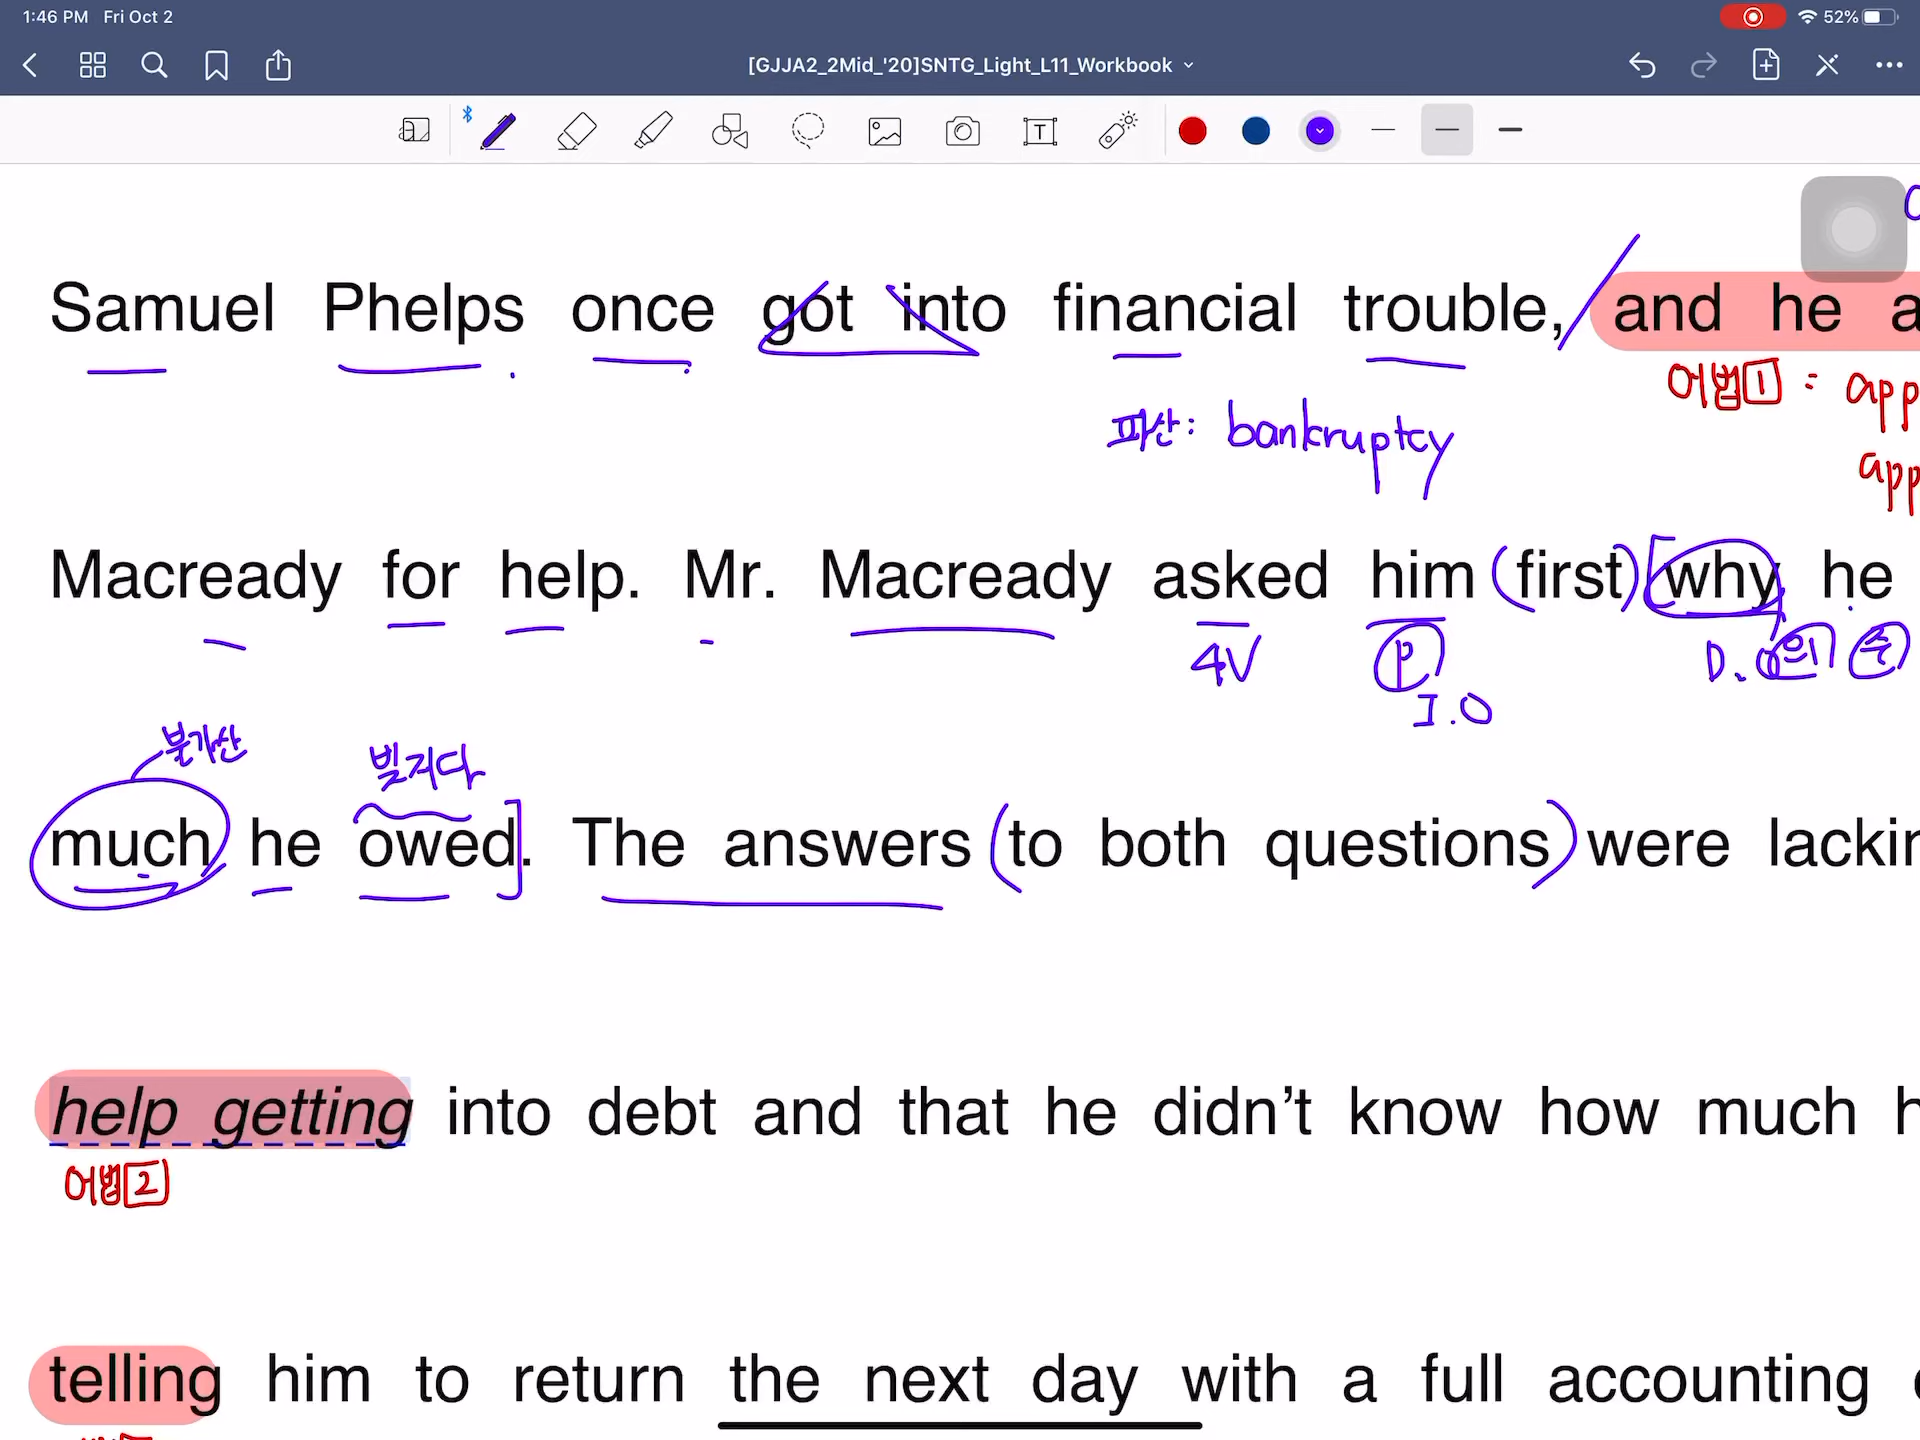 1:46 PM Fri Oct 2 52%
[GJJA2_2Mid_'20]SNTG_Light_L11_Workbook
Samuel Phelps once got into financial trouble, and he a
어법1 : app
파산: bankruptcy
app
Macready for help. Mr. Macready asked him (first) [why he
4V P D.O 의 주
I.O
불가산
빌지다
much he owed]. The answers (to both questions) were lackin
help getting into debt and that he didn't know how much h
어법2
telling him to return the next day with a full accounting